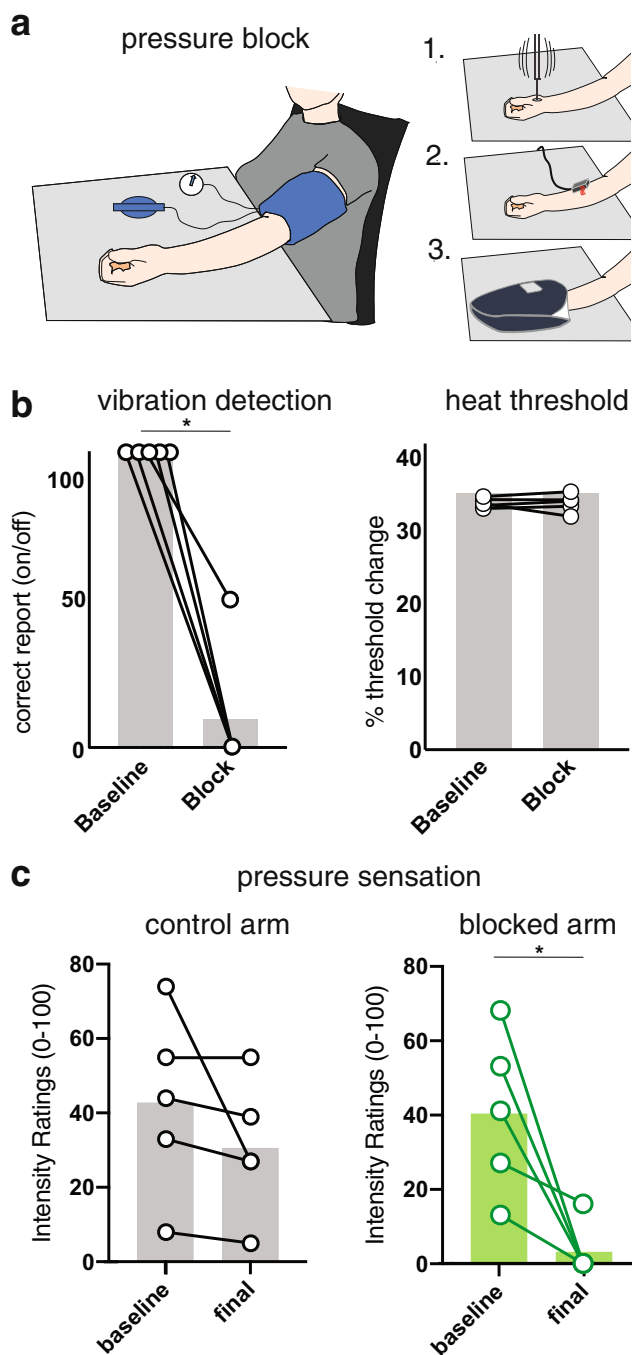 a
pressure block
1.
2.
3.
b
vibration detection
*
correct report (on/off)
100
50
0
Baseline
Block
heat threshold
% threshold change
40
30
20
10
0
Baseline
Block
c
pressure sensation
control arm
Intensity Ratings (0-100)
80
60
40
20
0
baseline
final
blocked arm
*
Intensity Ratings (0-100)
80
60
40
20
0
baseline
final